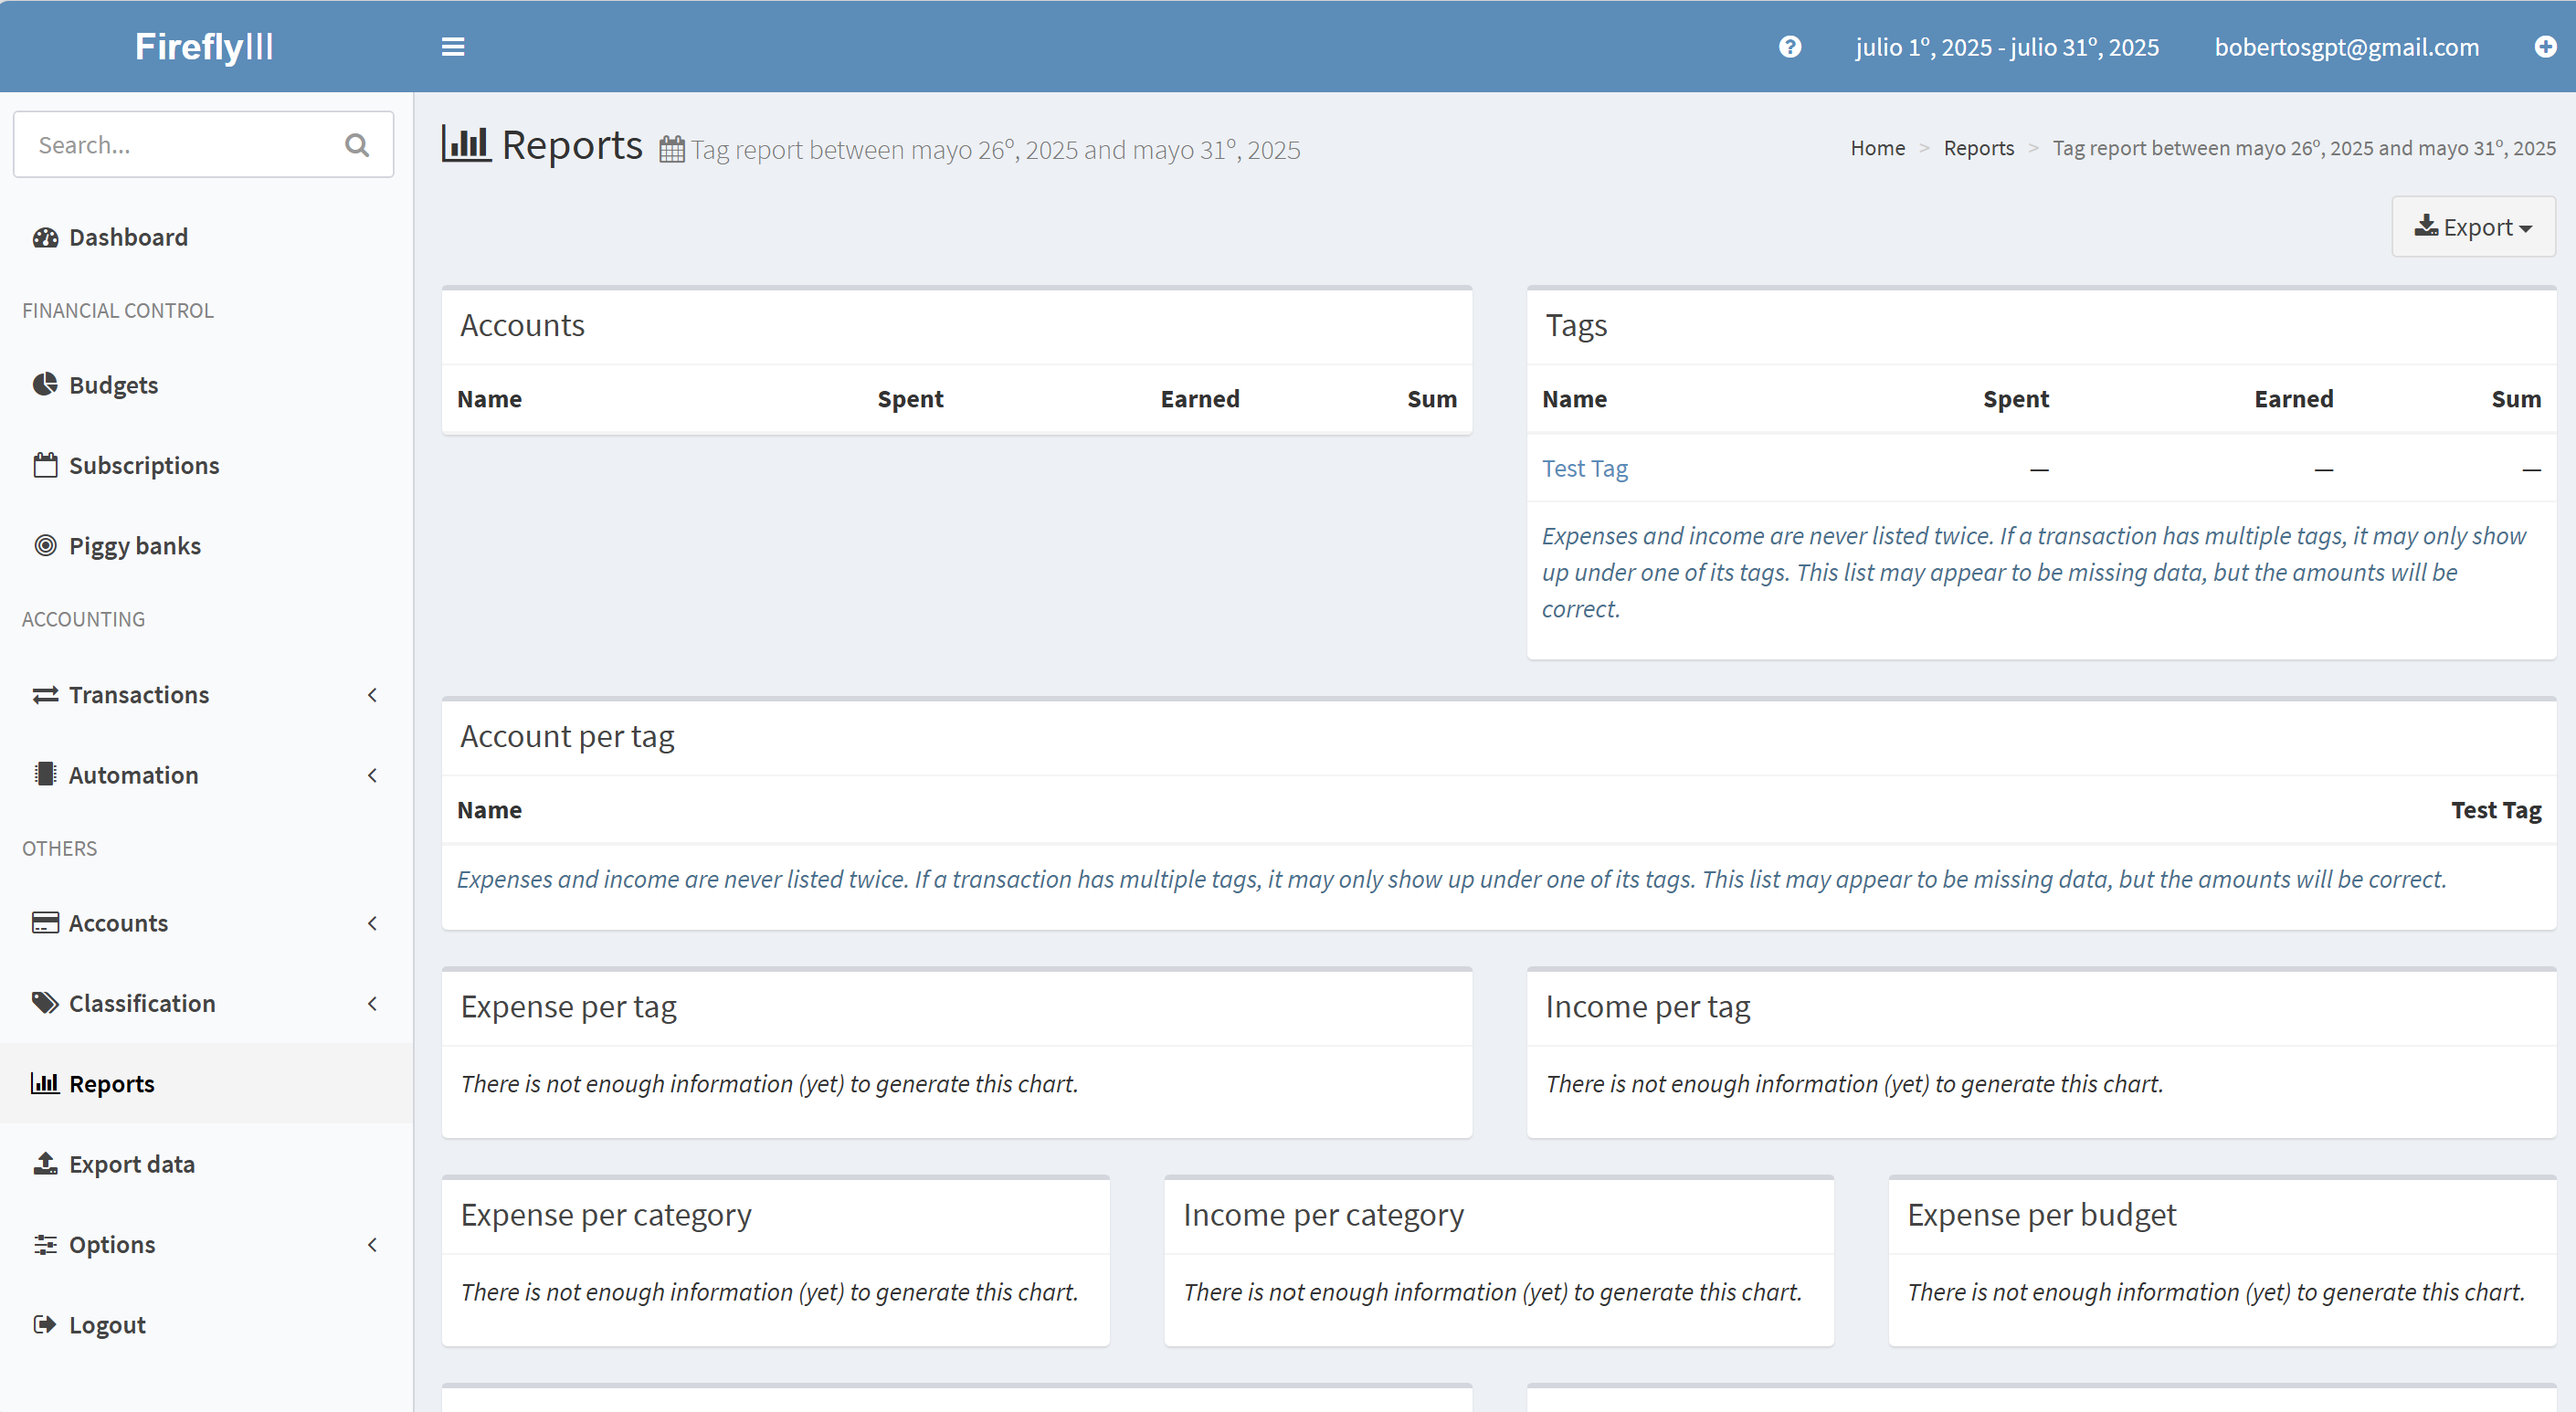 FireflyIII
julio 1º, 2025 - julio 31º, 2025
bobertosgpt@gmail.com
Search...
Dashboard
FINANCIAL CONTROL
Budgets
Subscriptions
Piggy banks
ACCOUNTING
Transactions
Automation
OTHERS
Accounts
Classification
Reports
Export data
Options
Logout
Reports Tag report between mayo 26º, 2025 and mayo 31º, 2025
Home > Reports > Tag report between mayo 26º, 2025 and mayo 31º, 2025
Export
Accounts
Name Spent Earned Sum
Tags
Name Spent Earned Sum
Test Tag — — —
Expenses and income are never listed twice. If a transaction has multiple tags, it may only show
up under one of its tags. This list may appear to be missing data, but the amounts will be
correct.
Account per tag
Name Test Tag
Expenses and income are never listed twice. If a transaction has multiple tags, it may only show up under one of its tags. This list may appear to be missing data, but the amounts will be correct.
Expense per tag
There is not enough information (yet) to generate this chart.
Income per tag
There is not enough information (yet) to generate this chart.
Expense per category
There is not enough information (yet) to generate this chart.
Income per category
There is not enough information (yet) to generate this chart.
Expense per budget
There is not enough information (yet) to generate this chart.